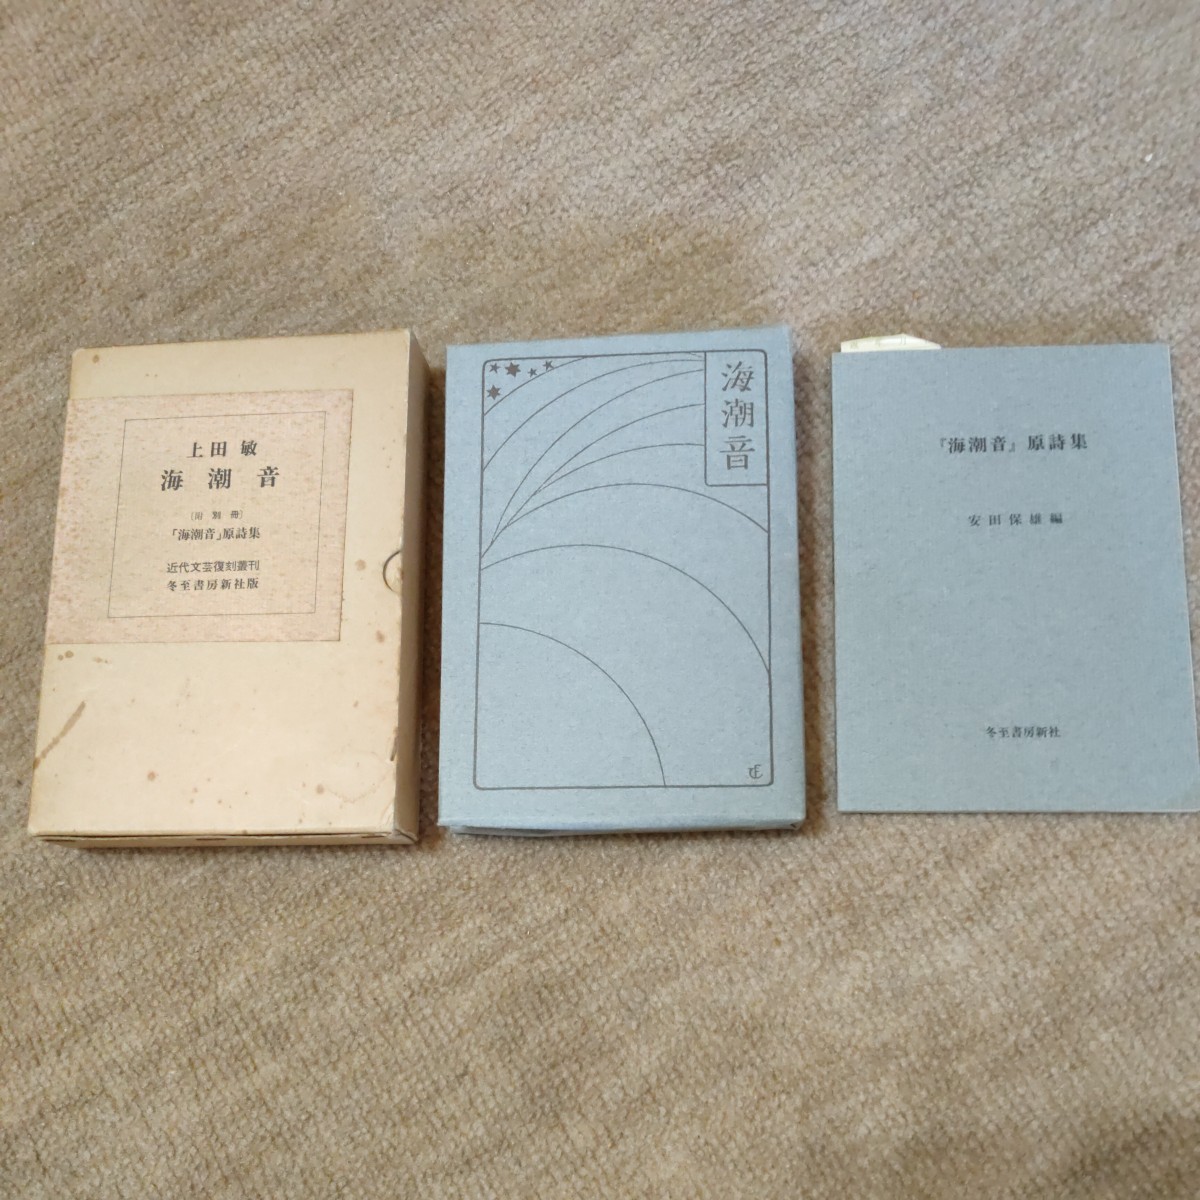 上田 敏
海 潮 音
〔附 別 冊〕
『海潮音』原詩集
近代文芸復刻叢刊
冬至書房新社版
海潮音
『海潮音』原詩集
安田保雄編
冬至書房新社